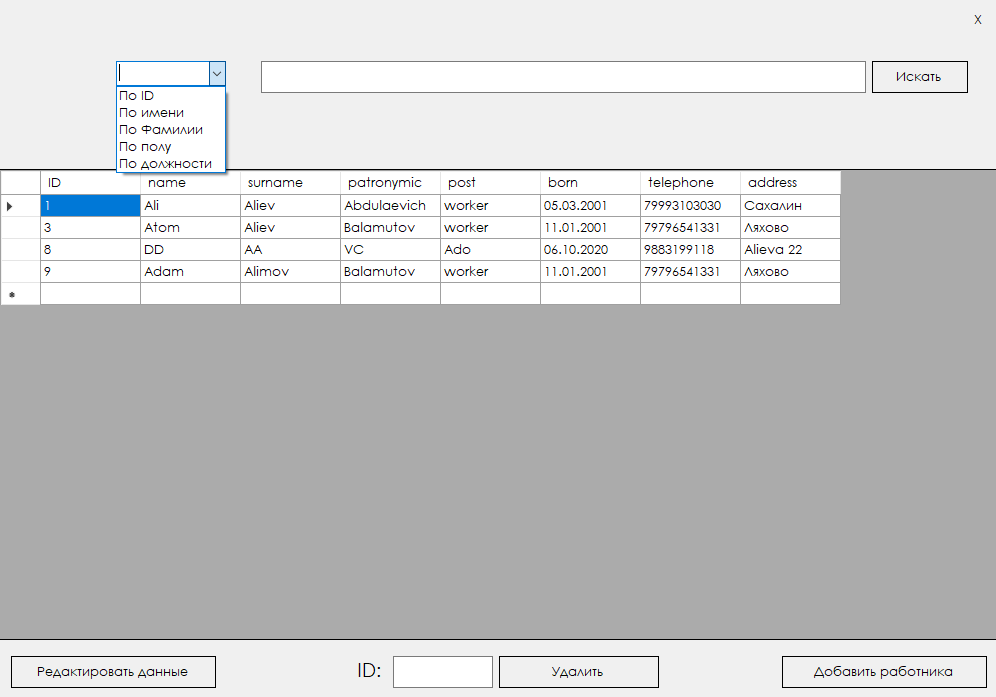 X
Искать
По ID
По имени
По Фамилии
По полу
По должности
ID name surname patronymic post born telephone address
1 Ali Aliev Abdulaevich worker 05.03.2001 79993103030 Сахалин
3 Atom Aliev Balamutov worker 11.01.2001 79796541331 Ляхово
8 DD AA VC Ado 06.10.2020 9883199118 Alieva 22
9 Adam Alimov Balamutov worker 11.01.2001 79796541331 Ляхово
Редактировать данные ID: Удалить Добавить работника